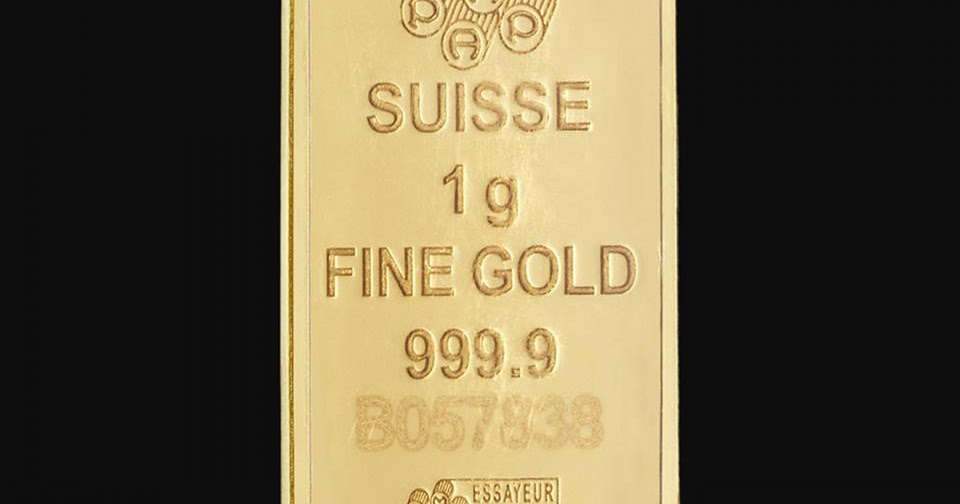 P A P
SUISSE
1 g
FINE GOLD
999.9
B057838
ESSAYEUR